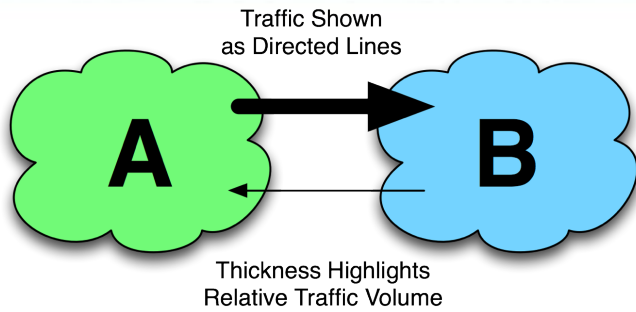 Traffic Shown
as Directed Lines
A
B
Thickness Highlights
Relative Traffic Volume